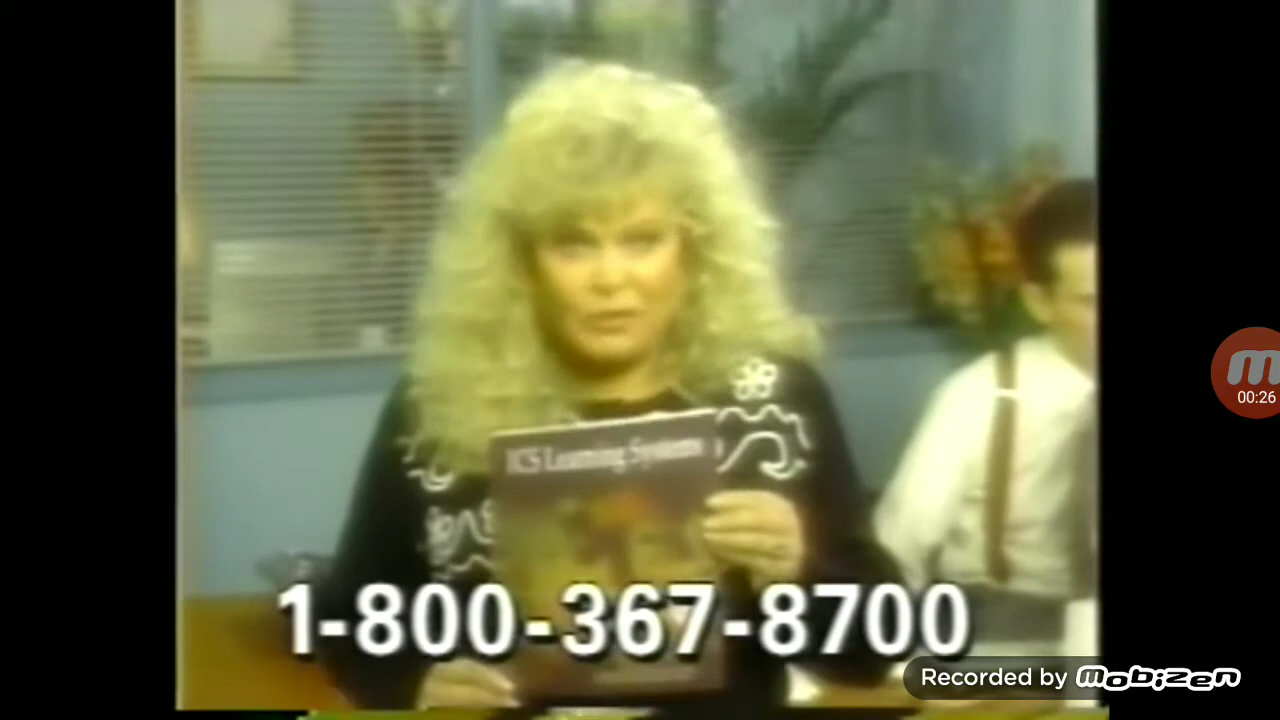 ICS Learning Systems
00:26
1-800-367-8700
Recorded by mobizen